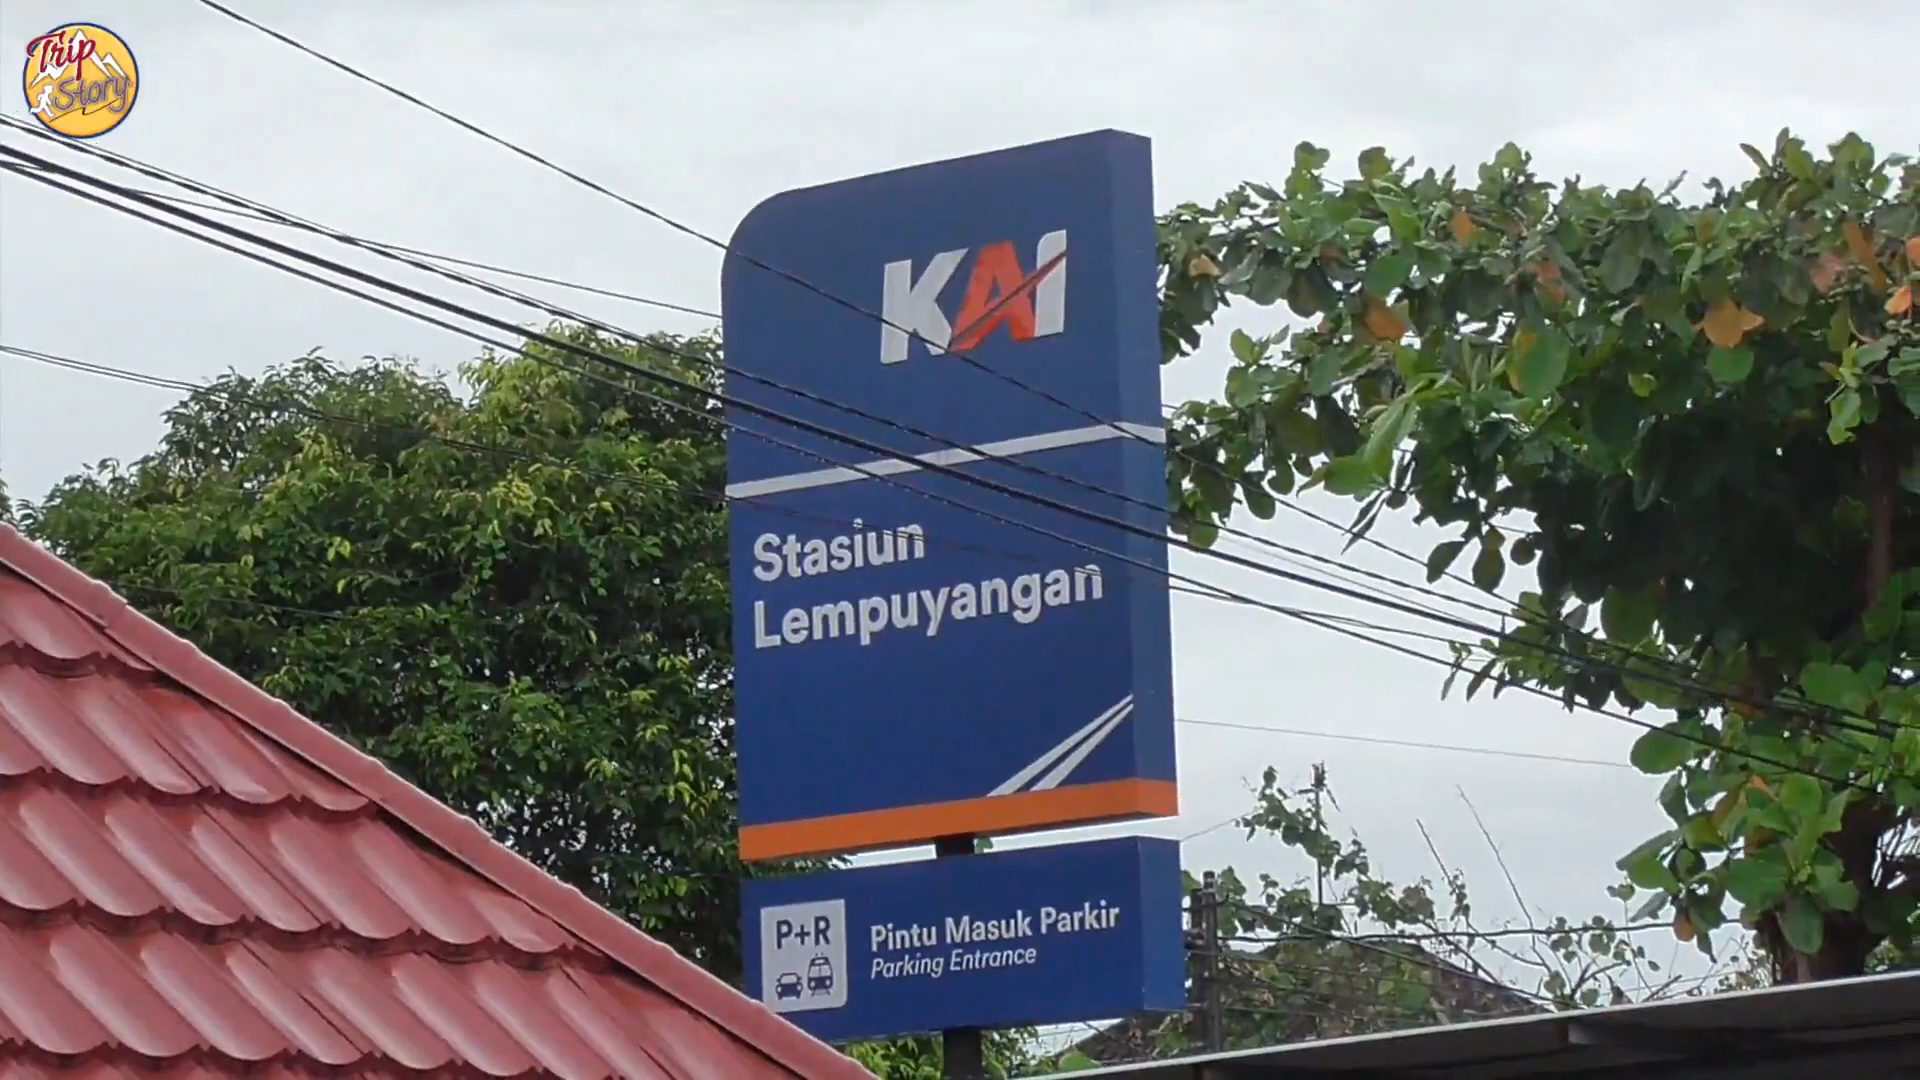 Trip
Story
KAI
Stasiun
Lempuyangan
P+R
Pintu Masuk Parkir
Parking Entrance